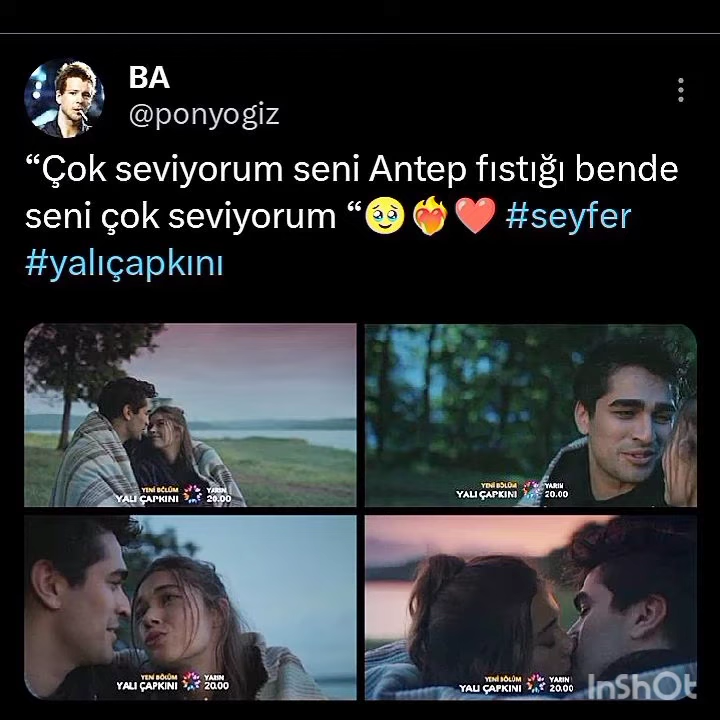 BA
@ponyogiz
“Çok seviyorum seni Antep fıstığı bende
seni çok seviyorum “🥹❤️‍🔥❤️ #seyfer
#yalıçapkını
YENİ BÖLÜM YARIN
YALI ÇAPKINI 20.00
YENİ BÖLÜM YARIN
YALI ÇAPKINI 20.00
YENİ BÖLÜM YARIN
YALI ÇAPKINI 20.00
YENİ BÖLÜM YARIN
YALI ÇAPKINI 20.00
InShOt